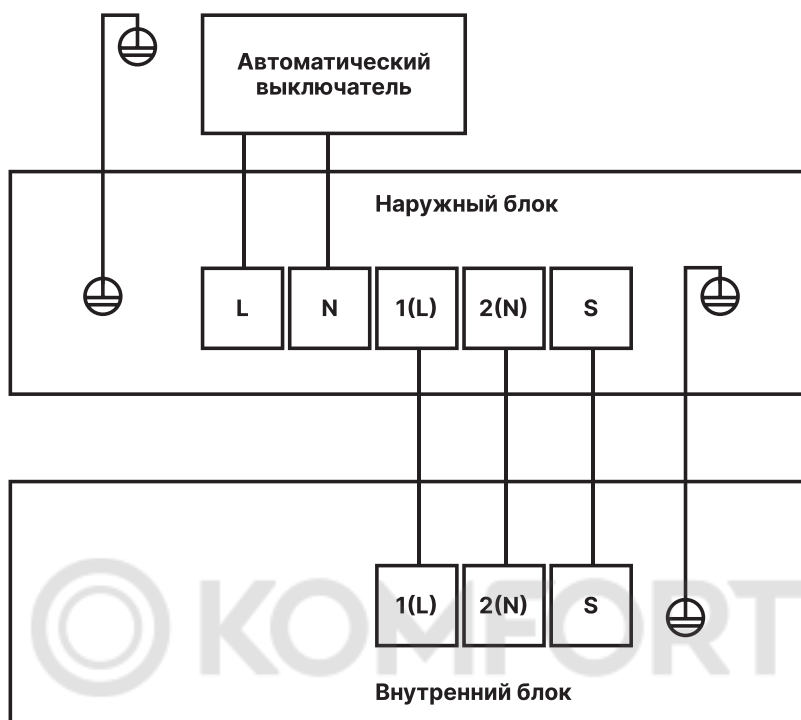 Автоматический
выключатель
Наружный блок
L N 1(L) 2(N) S
1(L) 2(N) S
KOMFORT
Внутренний блок